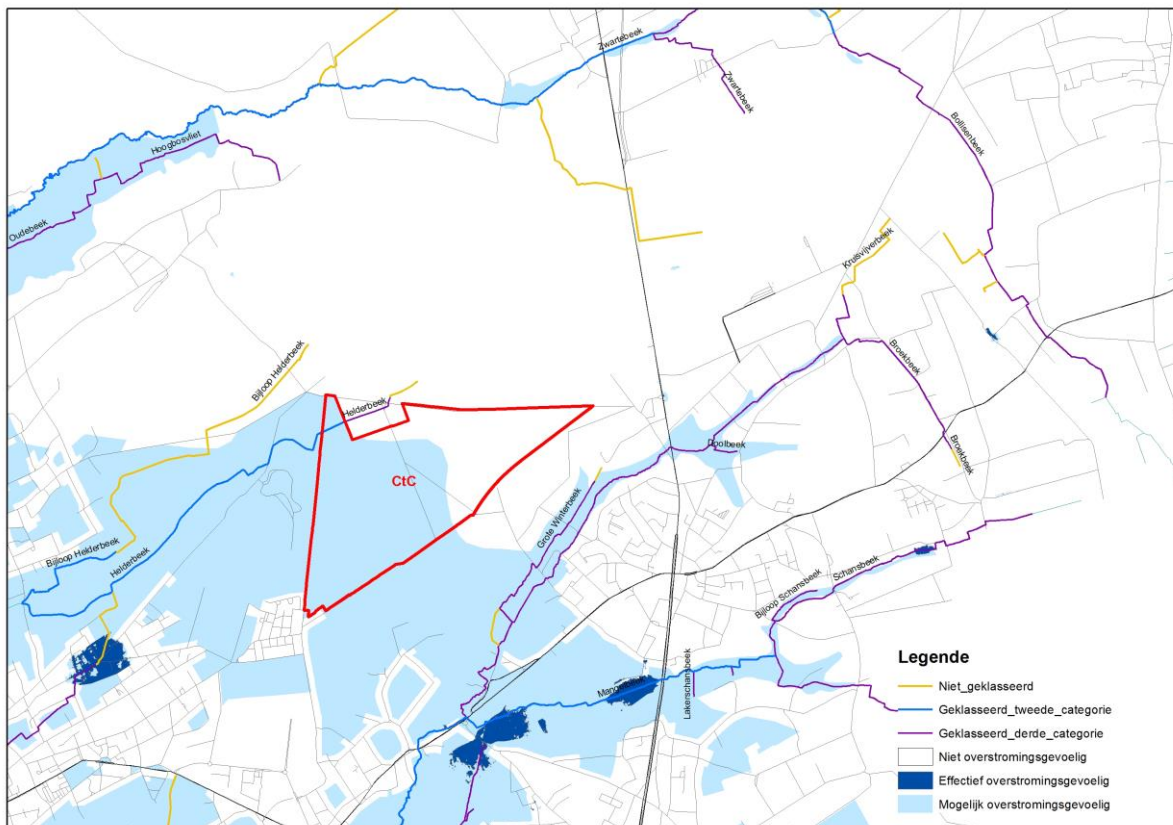 Zwartebeek
Zwartebeek
Hoogbosvliet
Oudebeek
Bollisenbeek
Kruisvijverbeek
Broekbeek
Broekbeek
Bijloop Helderbeek
Helderbeek
CtC
Doolbeek
Grote Winterbeek
Bijloop Helderbeek
Helderbeek
Schansbeek
Bijloop Schansbeek
Lakerschansbeek
Legende
Niet_geklasseerd
Geklasseerd_tweede_categorie
Geklasseerd_derde_categorie
Niet overstromingsgevoelig
Effectief overstromingsgevoelig
Mogelijk overstromingsgevoelig